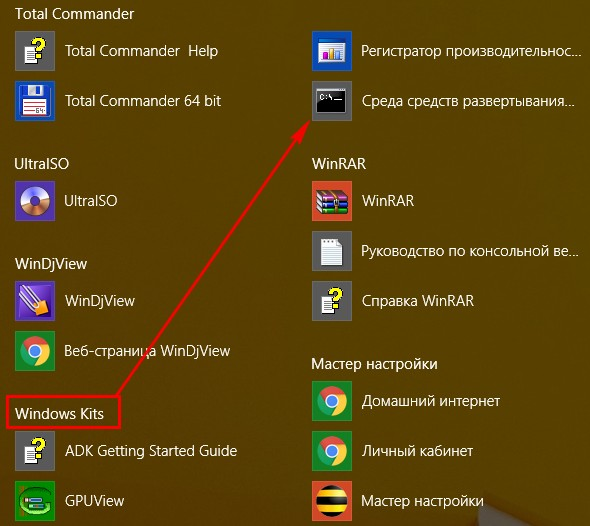 Total Commander
Total Commander Help
Total Commander 64 bit
UltraISO
UltraISO
WinDjView
WinDjView
Веб-страница WinDjView
Windows Kits
ADK Getting Started Guide
GPUView
Регистратор производительнос...
C:\ 
Среда средств развертывания...
WinRAR
WinRAR
Руководство по консольной ве...
Справка WinRAR
Мастер настройки
Домашний интернет
Личный кабинет
Мастер настройки